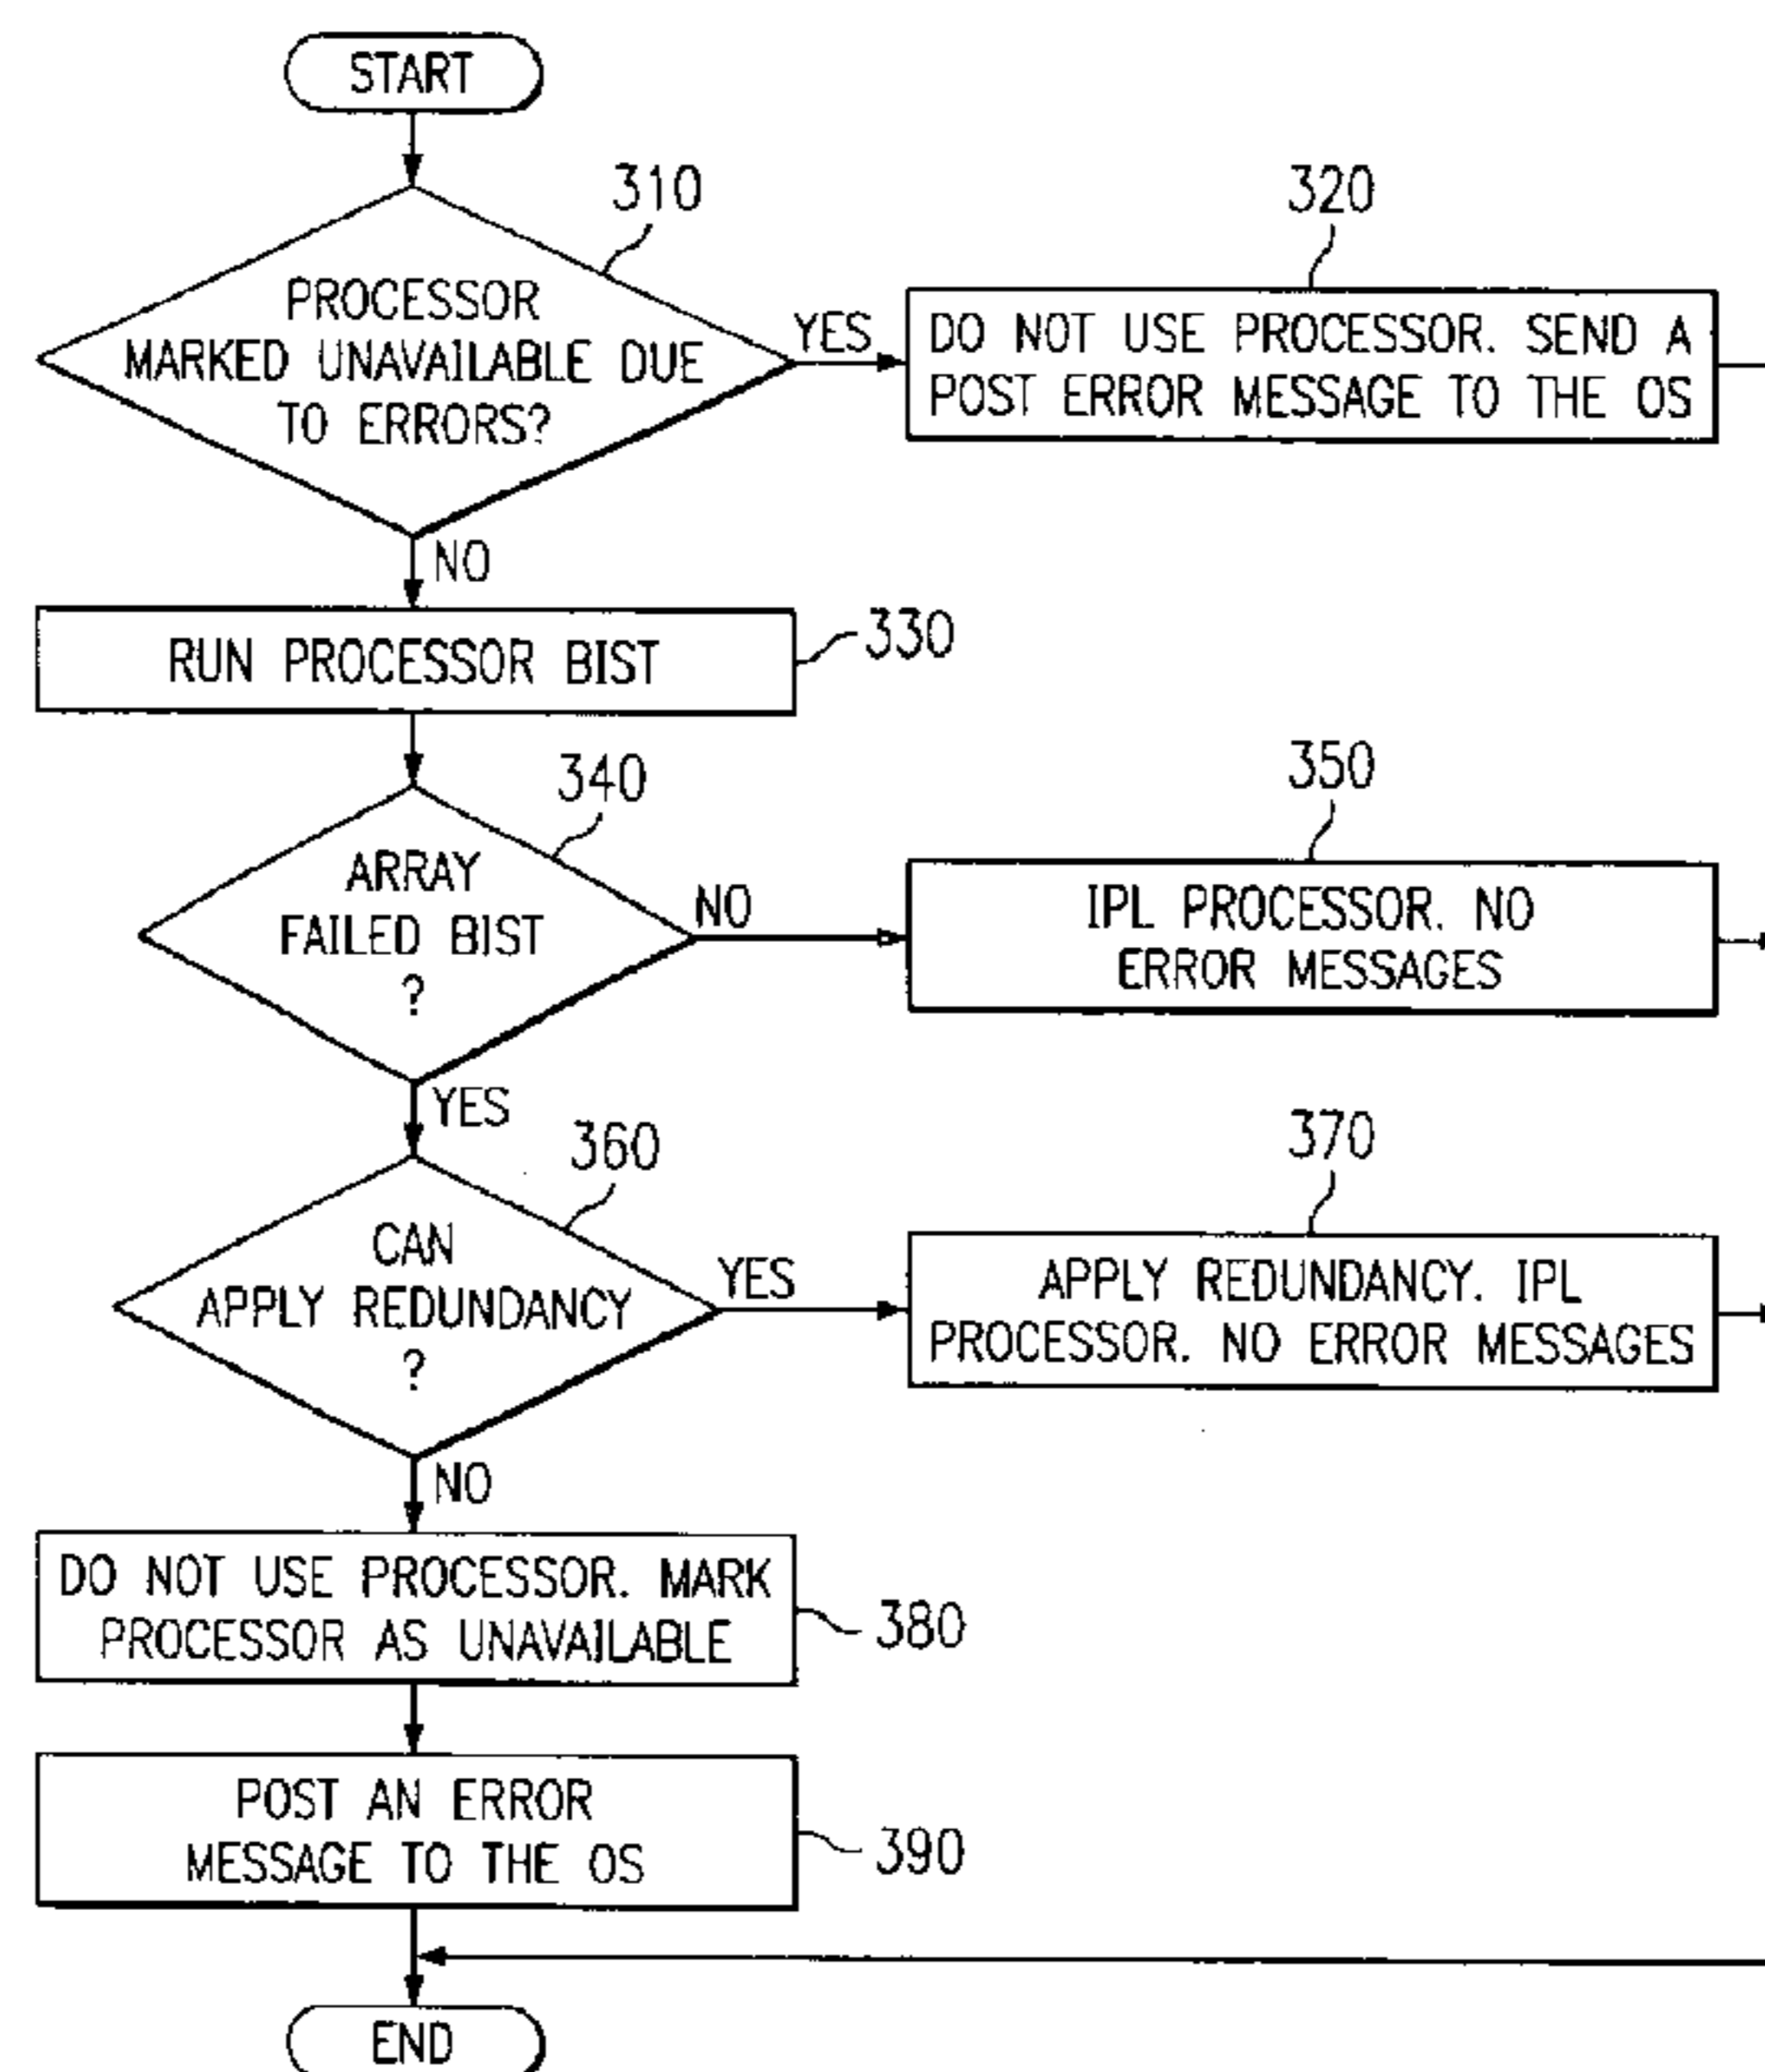 START
310
PROCESSOR
MARKED UNAVAILABLE DUE
TO ERRORS?
YES
320
DO NOT USE PROCESSOR. SEND A
POST ERROR MESSAGE TO THE OS
NO
RUN PROCESSOR BIST
330
340
ARRAY
FAILED BIST
?
NO
350
IPL PROCESSOR. NO
ERROR MESSAGES
YES
360
CAN
APPLY REDUNDANCY
?
YES
370
APPLY REDUNDANCY. IPL
PROCESSOR. NO ERROR MESSAGES
NO
DO NOT USE PROCESSOR. MARK
PROCESSOR AS UNAVAILABLE
380
POST AN ERROR
MESSAGE TO THE OS
390
END